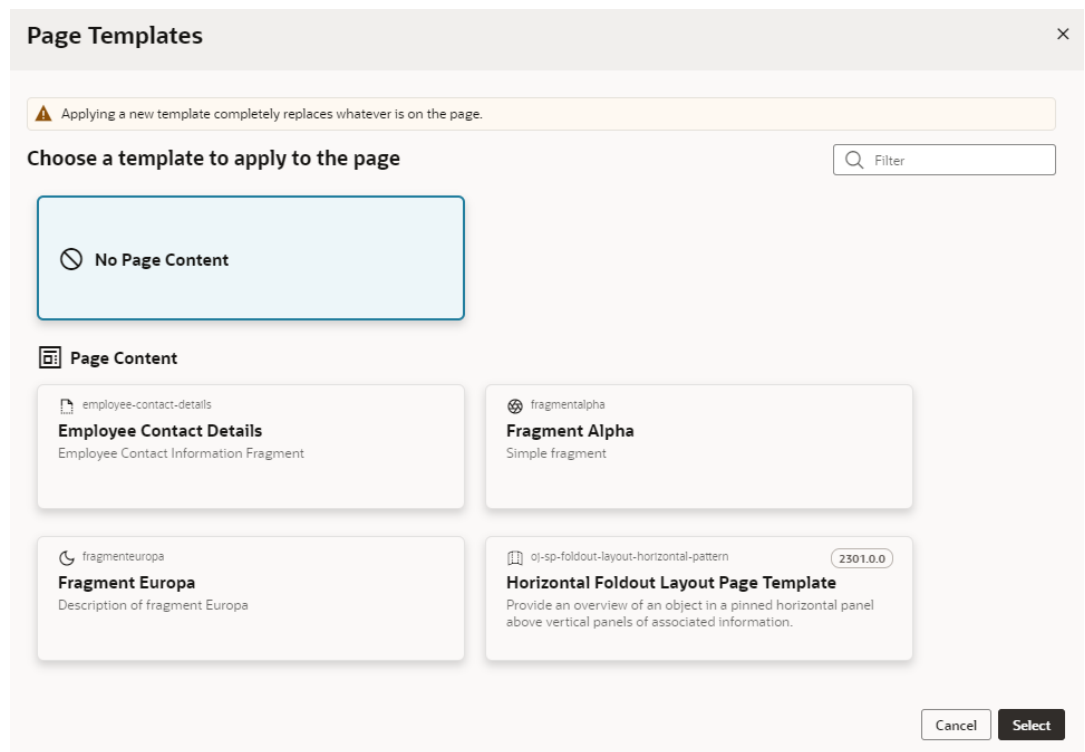 Page Templates
Applying a new template completely replaces whatever is on the page.
Choose a template to apply to the page
Filter
No Page Content
Page Content
employee-contact-details
Employee Contact Details
Employee Contact Information Fragment
fragmentalpha
Fragment Alpha
Simple fragment
fragmenteuropa
Fragment Europa
Description of fragment Europa
oj-sp-foldout-layout-horizontal-pattern
2301.0.0
Horizontal Foldout Layout Page Template
Provide an overview of an object in a pinned horizontal panel
above vertical panels of associated information.
Cancel
Select